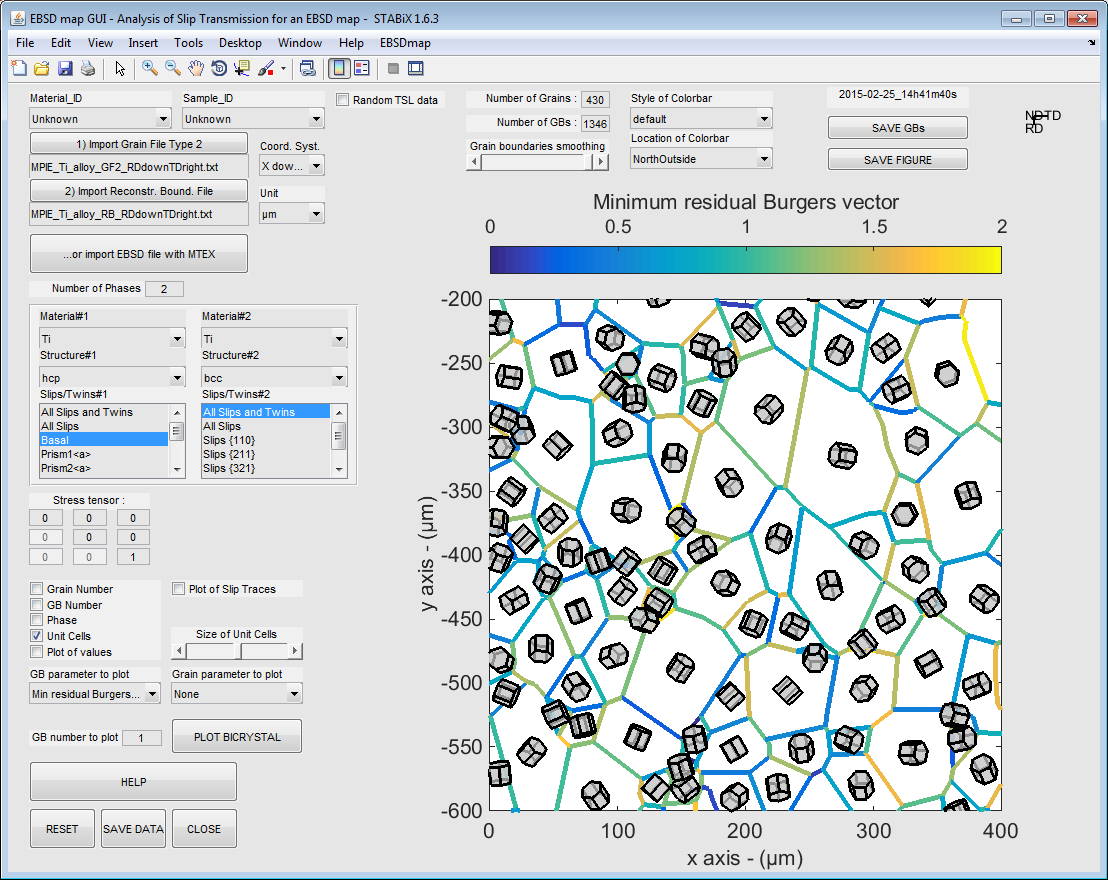 EBSD map GUI - Analysis of Slip Transmission for an EBSD map - STABiX 1.6.3
File Edit View Insert Tools Desktop Window Help EBSDmap
Material_ID Sample_ID
Unknown Unknown
Random TSL data
1) Import Grain File Type 2
MPIE_Ti_alloy_GF2_RDdownTDright.txt
2) Import Reconstr. Bound. File
MPIE_Ti_alloy_RB_RDdownTDright.txt
...or import EBSD file with MTEX
Coord. Syst.
X dow...
Unit
µm
Number of Grains : 430
Number of GBs : 1346
Grain boundaries smoothing
Style of Colorbar
default
Location of Colorbar
NorthOutside
2015-02-25_14h41m40s
SAVE GBs
SAVE FIGURE
ND TD
RD
Number of Phases 2
Material#1 Material#2
Ti Ti
Structure#1 Structure#2
hcp bcc
Slips/Twins#1 Slips/Twins#2
All Slips and Twins All Slips and Twins
All Slips All Slips
Basal Slips {110}
Prism1<a> Slips {211}
Prism2<a> Slips {321}
Stress tensor :
0 0 0
0 0 0
0 0 1
Grain Number
GB Number
Phase
Unit Cells
Plot of values
Plot of Slip Traces
Size of Unit Cells
GB parameter to plot Grain parameter to plot
Min residual Burgers... None
GB number to plot 1 PLOT BICRYSTAL
HELP
RESET SAVE DATA CLOSE
Minimum residual Burgers vector
0 0.5 1 1.5 2
-200
-250
-300
-350
-400
-450
-500
-550
-600
y axis - (µm)
0 100 200 300 400
x axis - (µm)